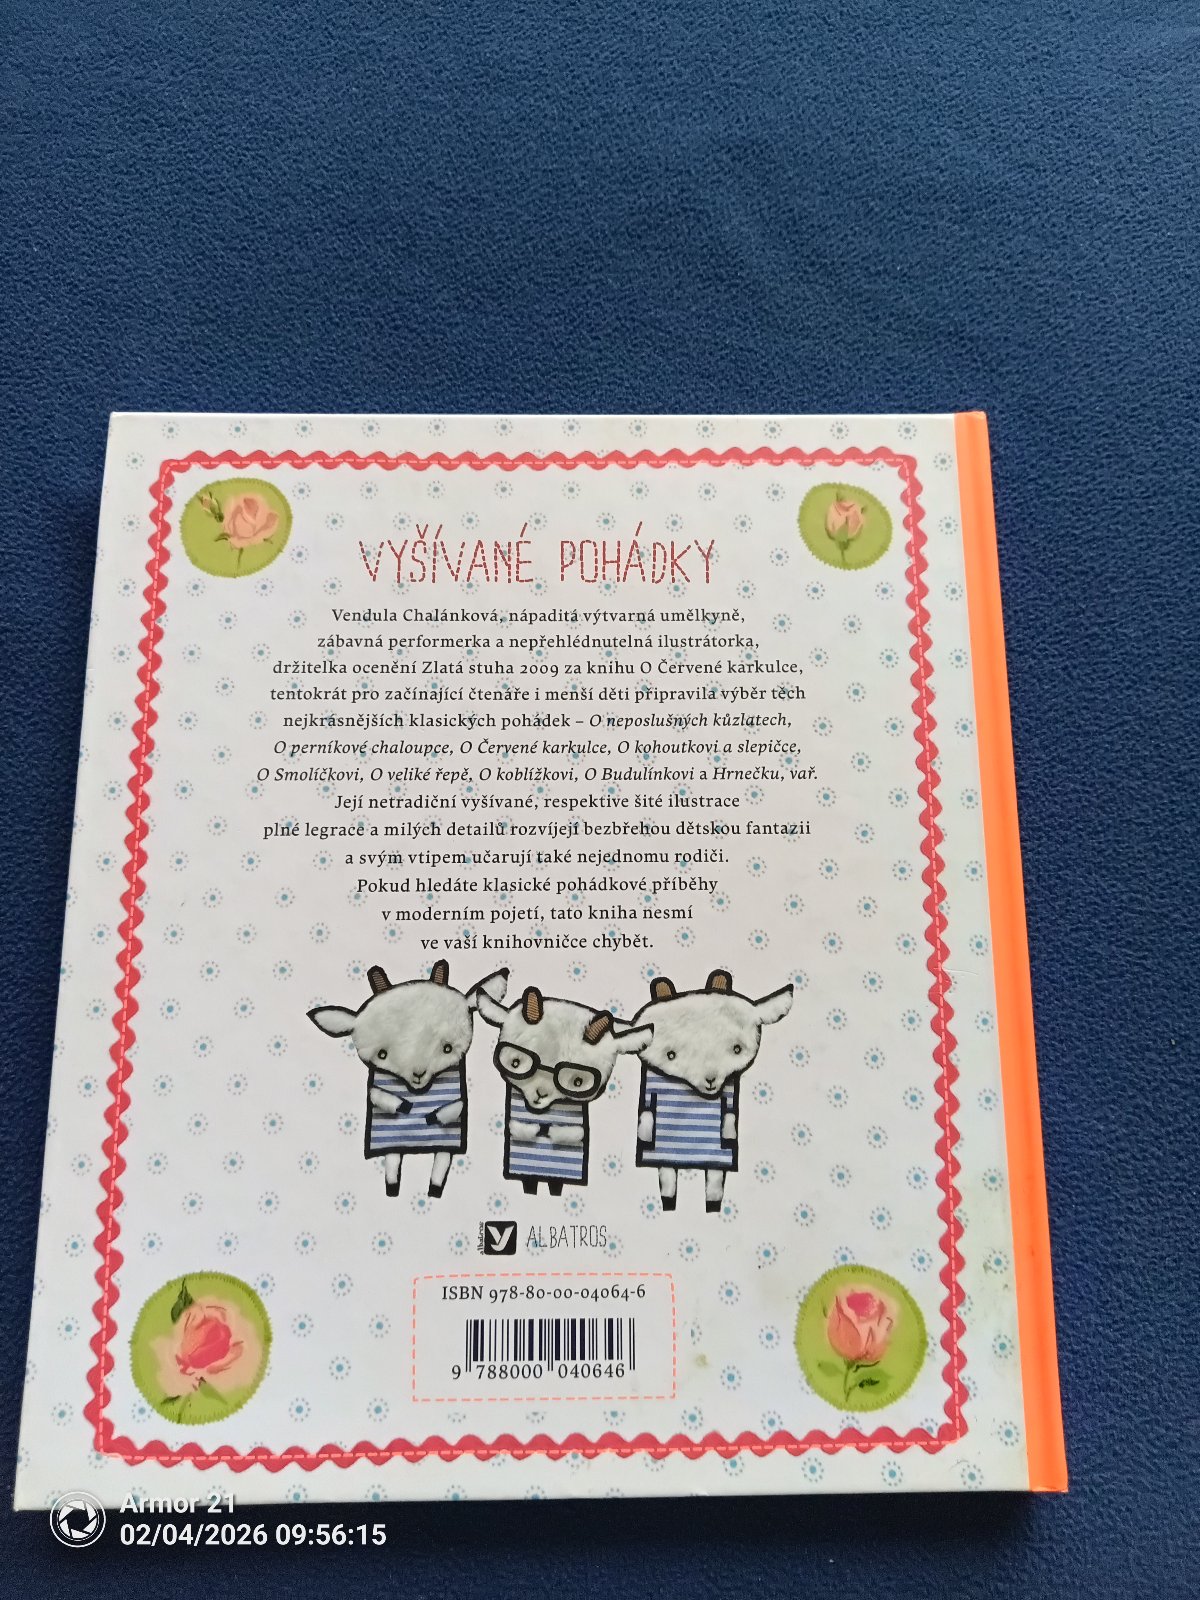 VYŠÍVANÉ POHÁDKY
Vendula Chalánková, nápaditá výtvarná umělkyně,
zábavná performerka a nepřehlédnutelná ilustrátorka,
držitelka ocenění Zlatá stuha 2009 za knihu O Červené karkulce,
tentokrát pro začínající čtenáře i menší děti připravila výběr těch
nejkrásnějších klasických pohádek – O neposlušných kůzlatech,
O perníkové chaloupce, O Červené karkulce, O kohoutkovi a slepičce,
O Smolíčkovi, O veliké řepě, O koblížkovi, O Budulínkovi a Hrnečku, vař.
Její netradiční vyšívané, respektive šité ilustrace
plné legrace a milých detailů rozvíjejí bezbřehou dětskou fantazii
a svým vtipem učarují také nejednomu rodiči.
Pokud hledáte klasické pohádkové příběhy
v moderním pojetí, tato kniha nesmí
ve vaší knihovničce chybět.
albatros ALBATROS
ISBN 978-80-00-04064-6
9 788000 040646
Armor 21
02/04/2026 09:56:15